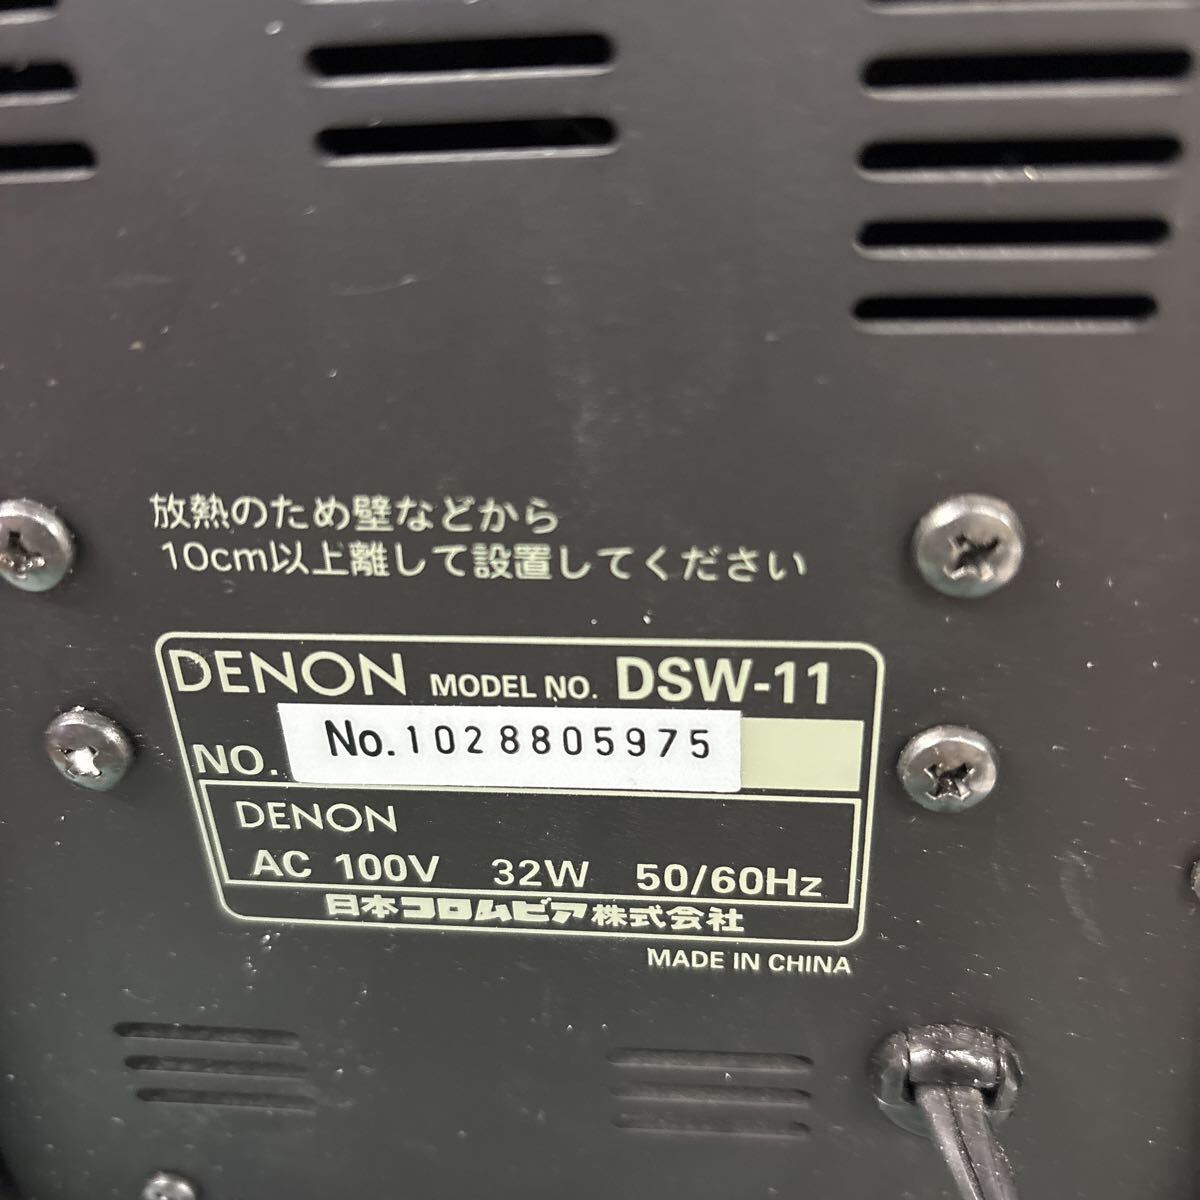 放熱のため壁などから
10cm以上離して設置してください
DENON MODEL NO. DSW-11
NO. No.1028805975
DENON
AC 100V 32W 50/60Hz
日本コロムビア株式会社
MADE IN CHINA